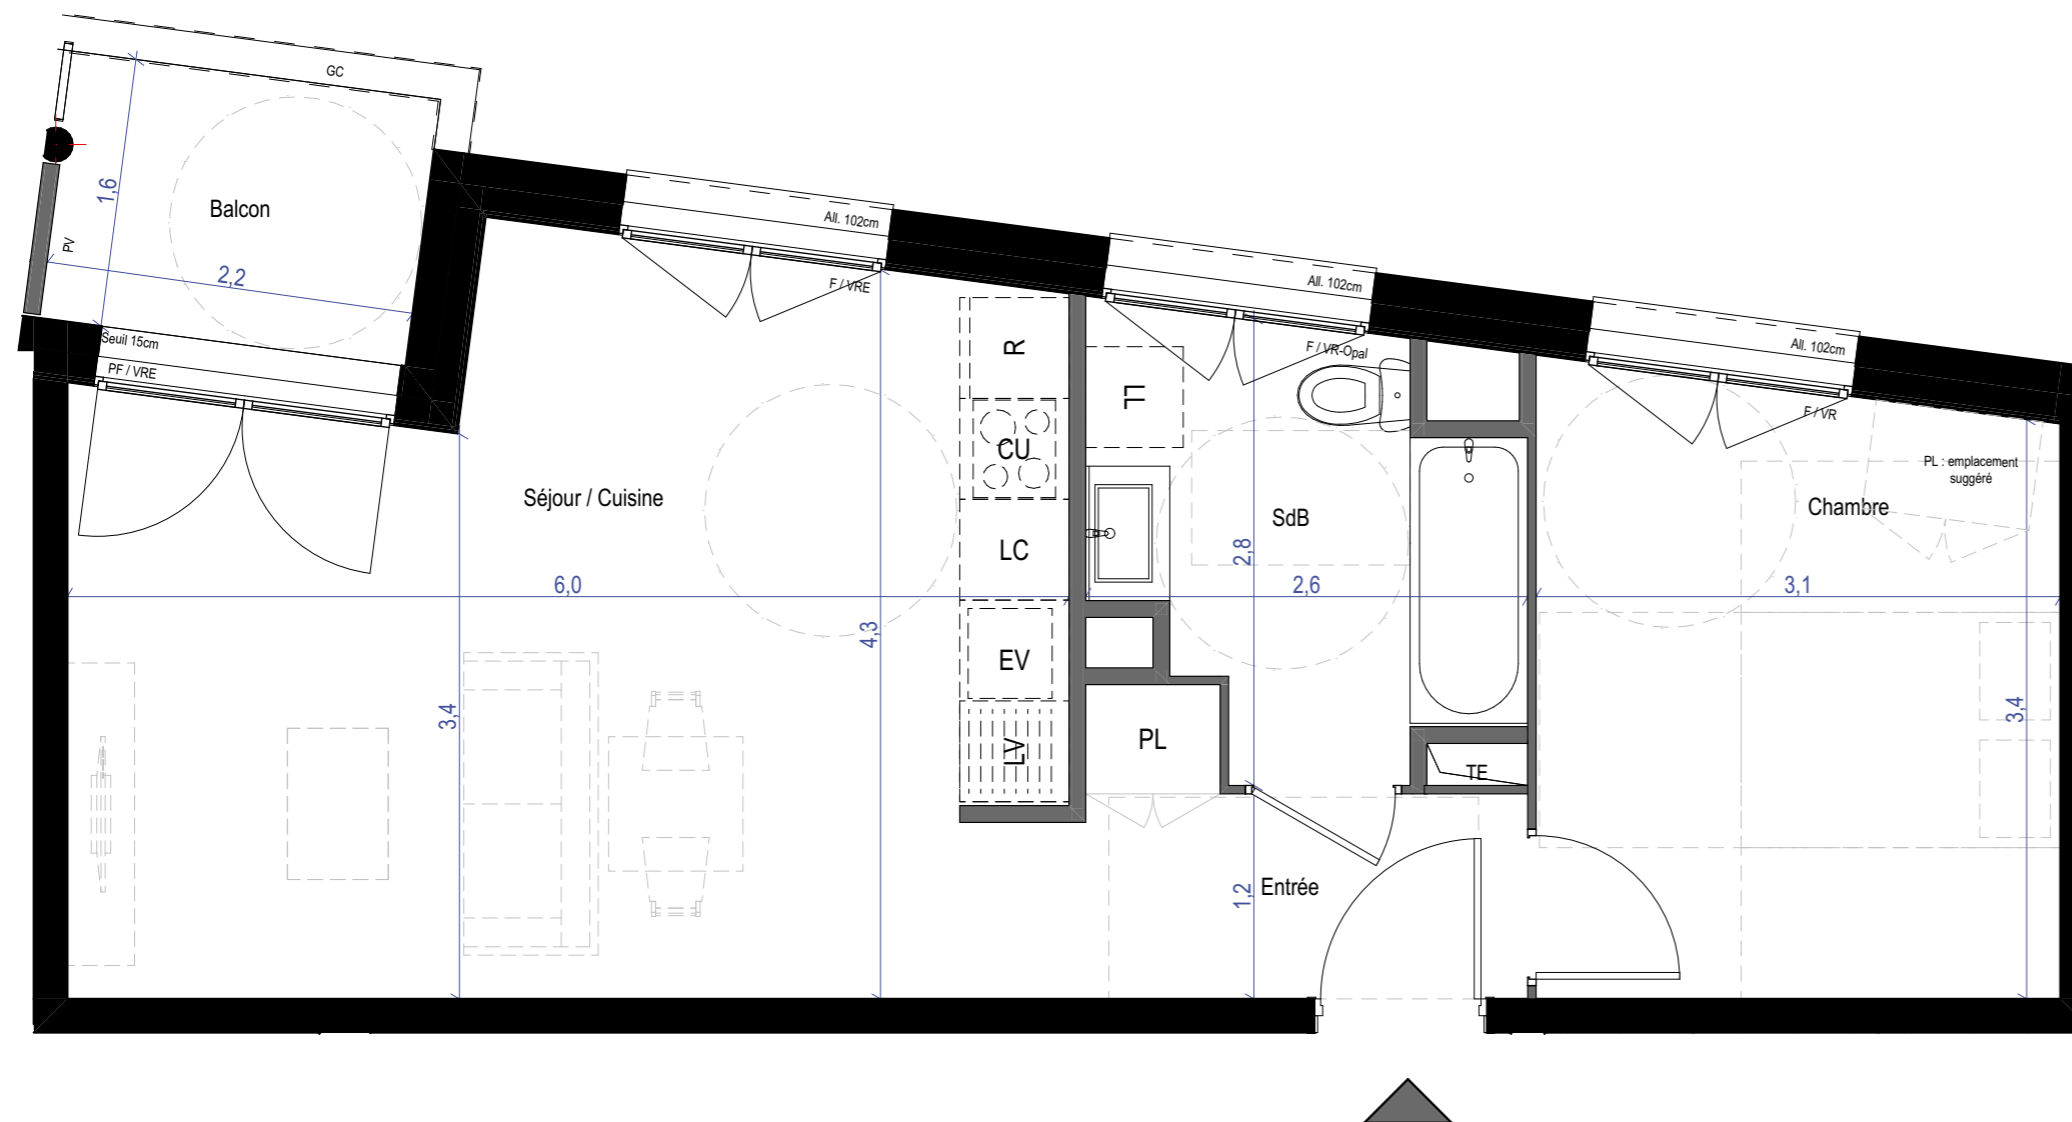 GC
Balcon
1,6
PV
2,2
Seuil 15cm
PF / VRE
All. 102cm
F / VRE
All. 102cm
F / VR-Opal
All. 102cm
F / VR
R
CU
LC
EV
LV
LL
Séjour / Cuisine
SdB
Chambre
PL : emplacement
suggéré
6,0
2,6
3,1
2,8
4,3
3,4
3,4
PL
TE
1,2
Entrée